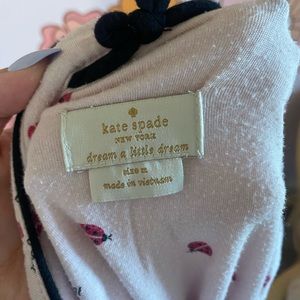 kate spade
NEW YORK
dream a little dream
size m
made in vietnam